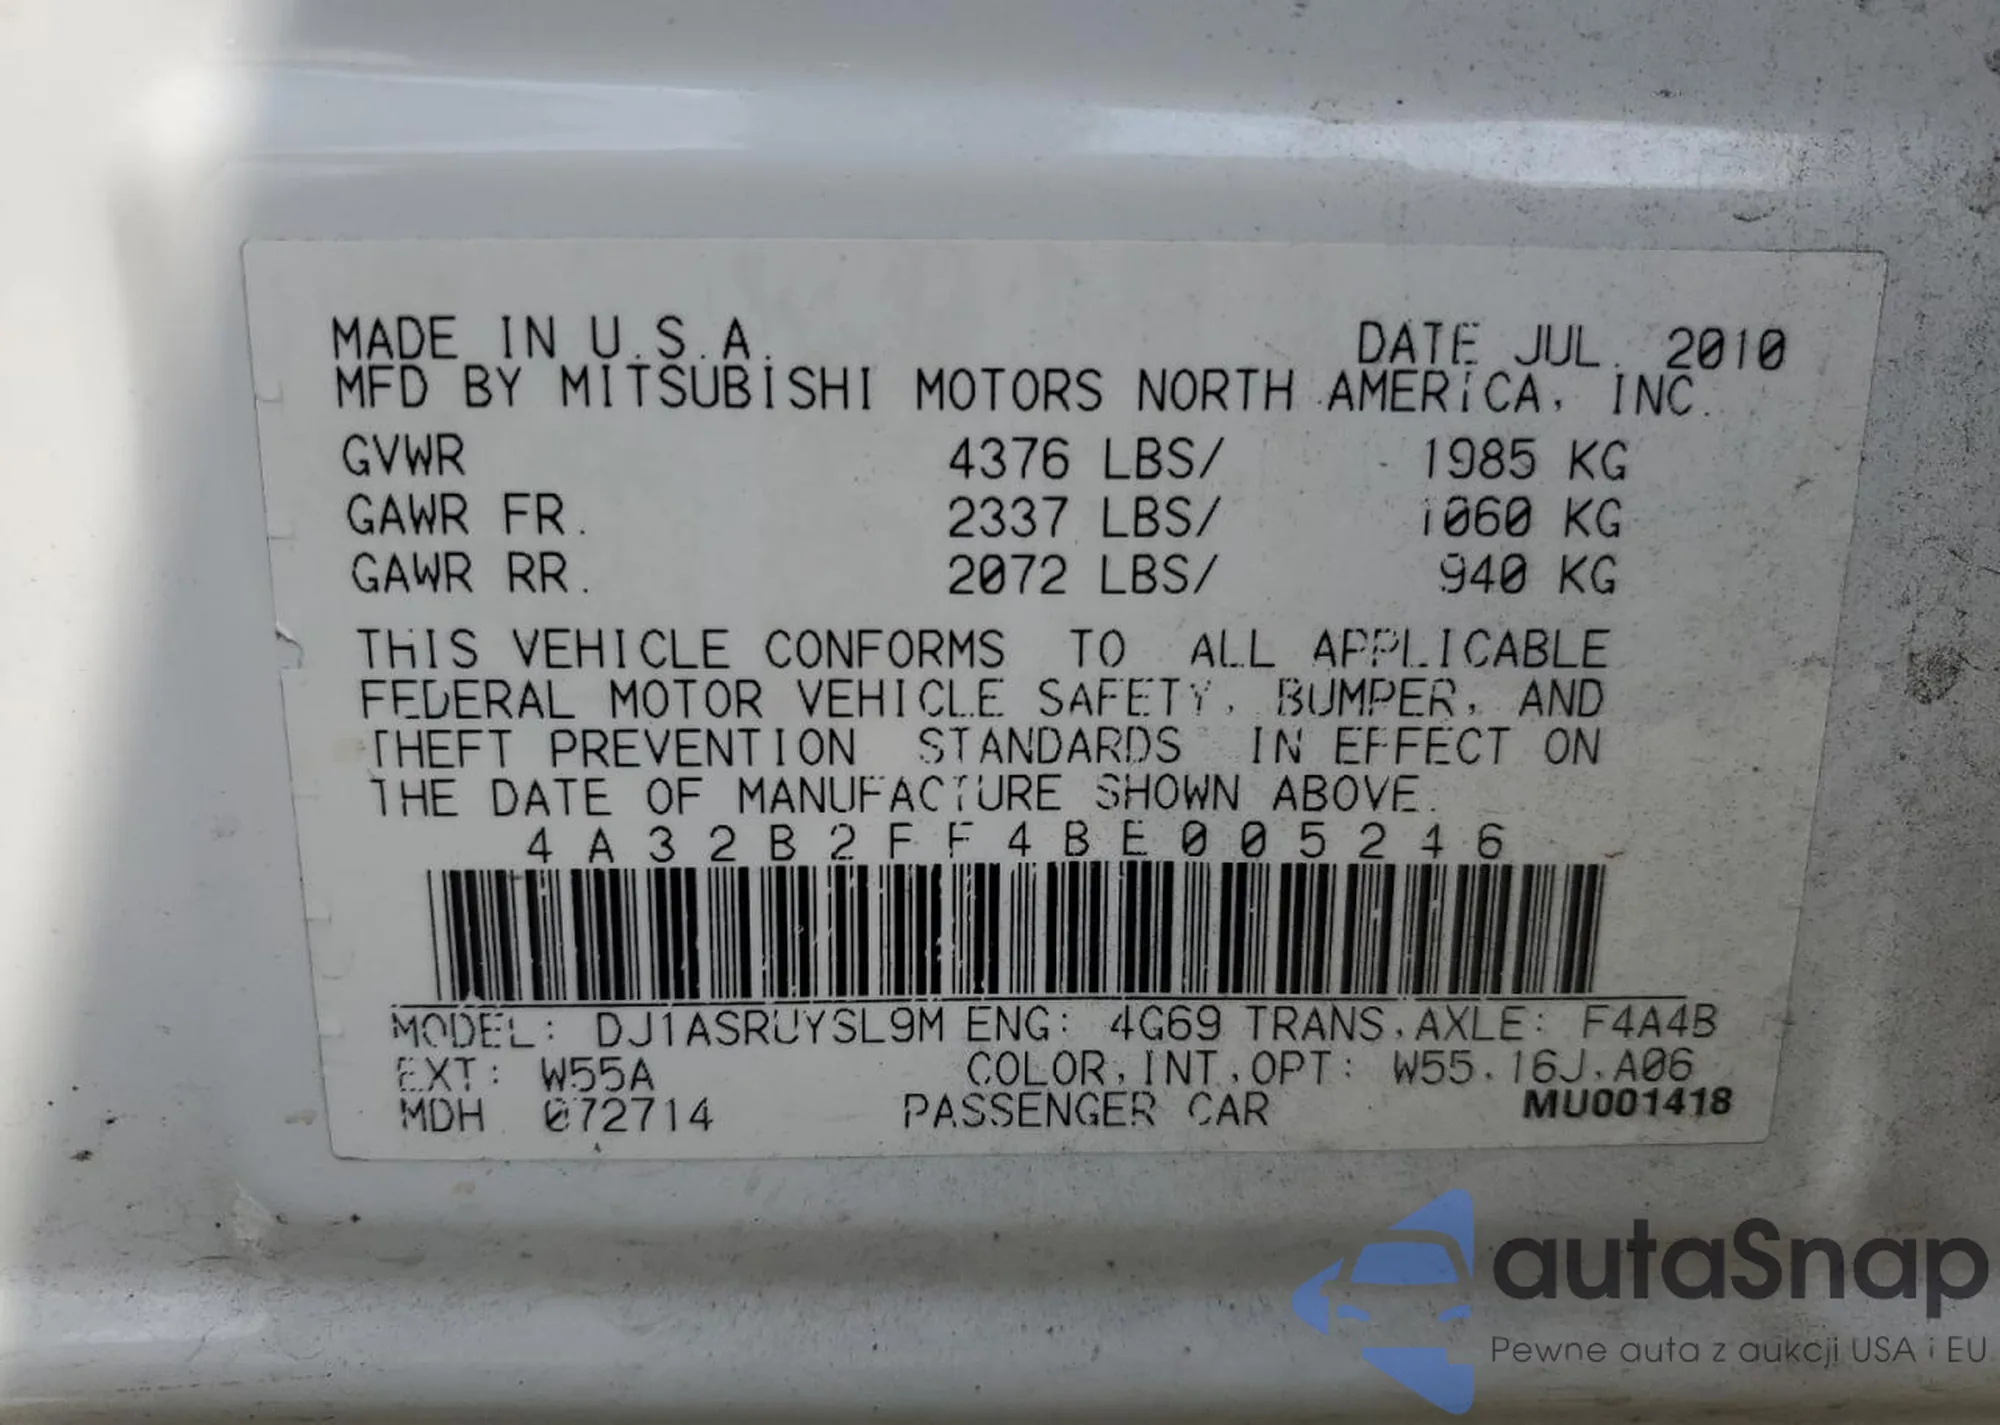 MADE IN U.S.A. DATE JUL. 2010
MFD BY MITSUBISHI MOTORS NORTH AMERICA, INC.
GVWR 4376 LBS/ 1985 KG
GAWR FR. 2337 LBS/ 1060 KG
GAWR RR. 2072 LBS/ 940 KG
THIS VEHICLE CONFORMS TO ALL APPLICABLE
FEDERAL MOTOR VEHICLE SAFETY, BUMPER, AND
THEFT PREVENTION STANDARDS IN EFFECT ON
THE DATE OF MANUFACTURE SHOWN ABOVE.
4A32B2FF4BE005246
MODEL: DJ1ASRUYSL9M ENG: 4G69 TRANS,AXLE: F4A4B
EXT: W55A COLOR,INT,OPT: W55,16J,A06
MDH 072714 PASSENGER CAR MU001418
autaSnap
Pewne auta z aukcji USA i EU